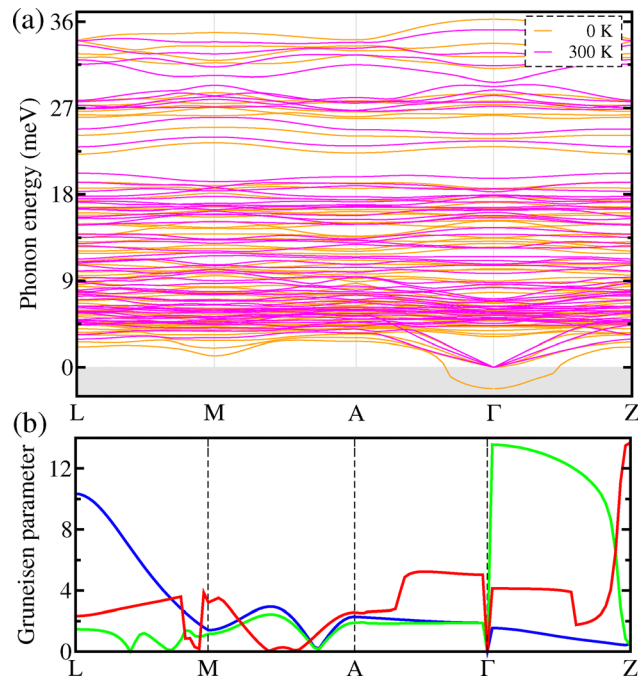 (a)
36
27
18
9
0
Phonon energy (meV)
0 K
300 K
L M A Γ Z
(b)
12
8
4
0
Gruneisen parameter
L M A Γ Z